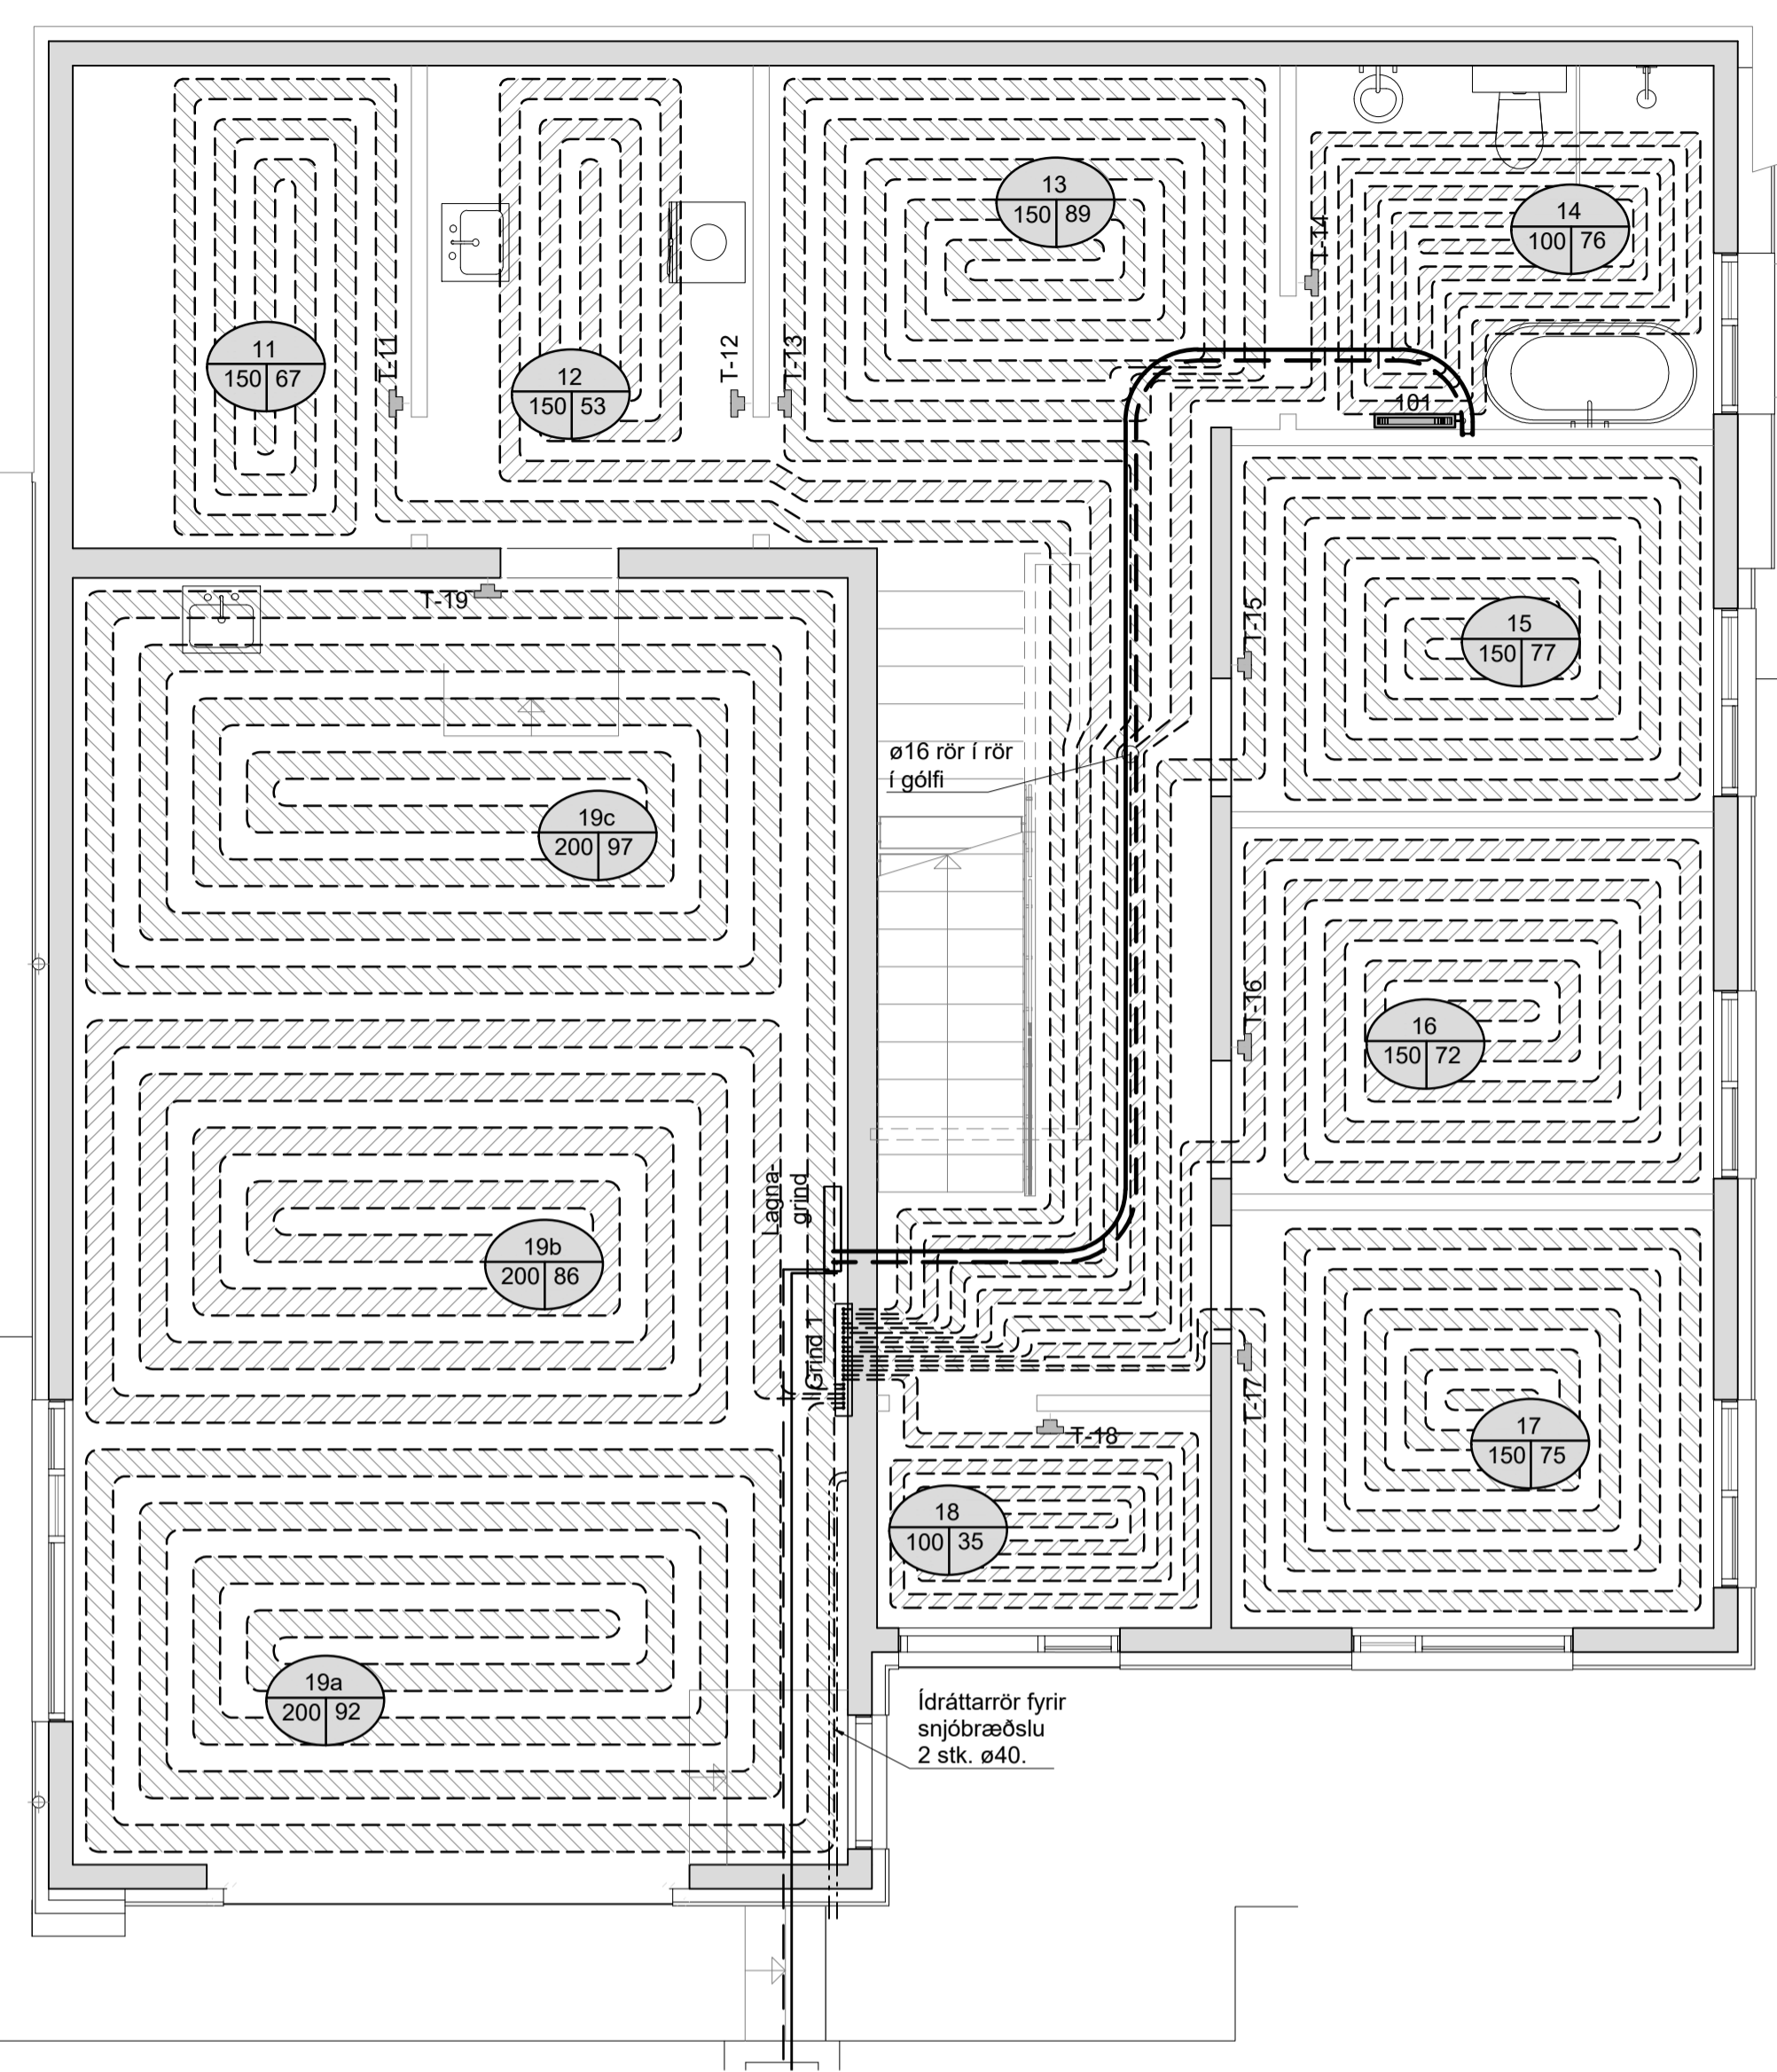 13
150 89
14
100 76
T-14
11
150 67
T-11
12
150 53
T-12
T-13
101
T-19
15
150 77
T-15
ø16 rör í rör
í gólfi
19c
200 97
16
150 72
T-16
Lagna-
grind
19b
200 86
Grind 1
T-17
T-18
17
150 75
18
100 35
19a
200 92
Ídráttarrör fyrir
snjóbræðslu
2 stk. ø40.